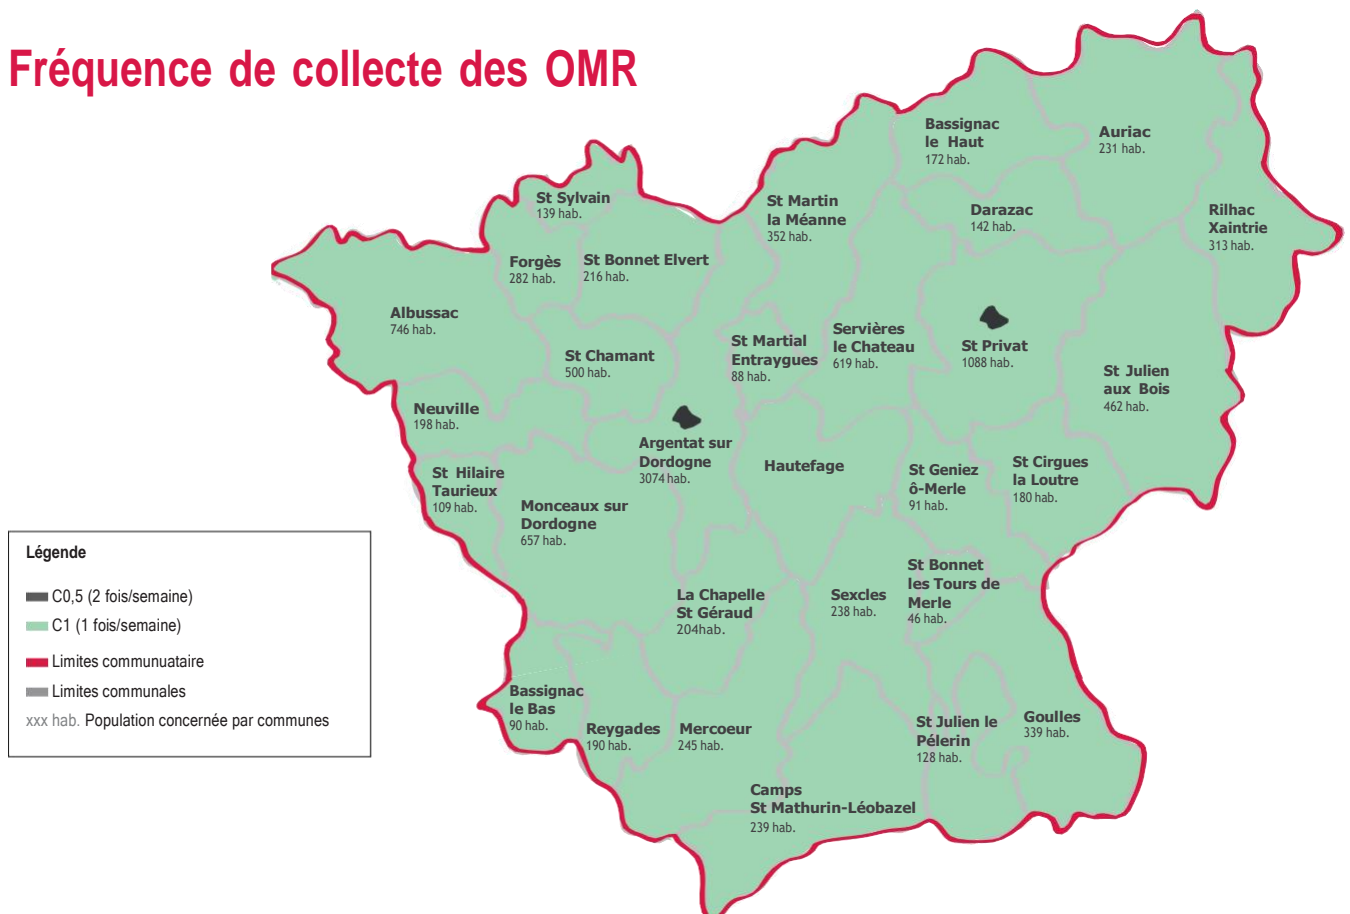 Fréquence de collecte des OMR
Bassignac
le Haut
172 hab.
Auriac
231 hab.
St Sylvain
139 hab.
St Martin
la Méanne
352 hab.
Darazac
142 hab.
Rilhac
Xaintrie
313 hab.
Forgès
282 hab.
St Bonnet Elvert
216 hab.
Albussac
746 hab.
St Chamant
500 hab.
St Martial
Entraygues
88 hab.
Servières
le Chateau
619 hab.
St Privat
1088 hab.
St Julien
aux Bois
462 hab.
Neuville
198 hab.
Argentat sur
Dordogne
3074 hab.
Hautefage
St Geniez
ô-Merle
91 hab.
St Cirgues
la Loutre
180 hab.
St Hilaire
Taurieux
109 hab.
Monceaux sur
Dordogne
657 hab.
La Chapelle
St Géraud
204hab.
Sexcles
238 hab.
St Bonnet
les Tours de
Merle
46 hab.
Bassignac
le Bas
90 hab.
Reygades
190 hab.
Mercoeur
245 hab.
St Julien le
Pélerin
128 hab.
Goulles
339 hab.
Camps
St Mathurin-Léobazel
239 hab.
Légende
C0,5 (2 fois/semaine)
C1 (1 fois/semaine)
Limites communuataire
Limites communales
xxx hab. Population concernée par communes